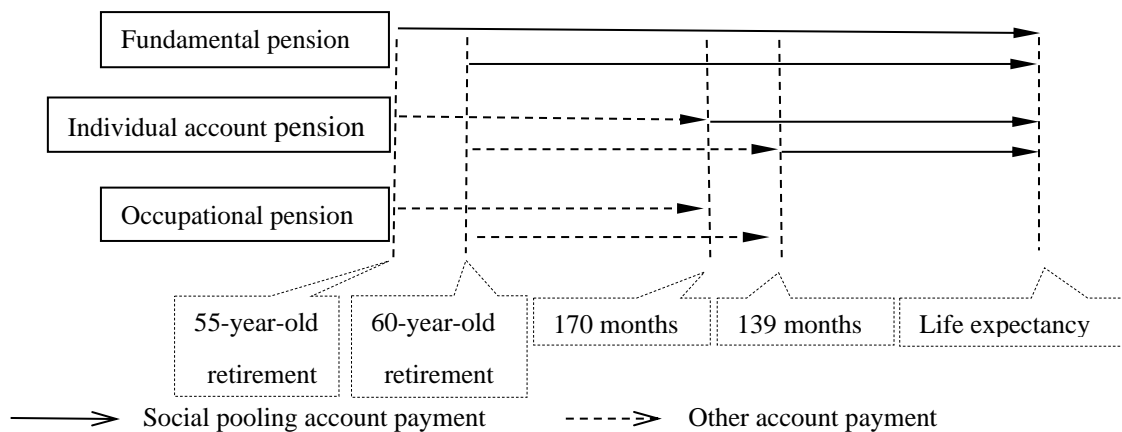 Fundamental pension
Individual account pension
Occupational pension
55-year-old
retirement
60-year-old
retirement
170 months
139 months
Life expectancy
Social pooling account payment
Other account payment